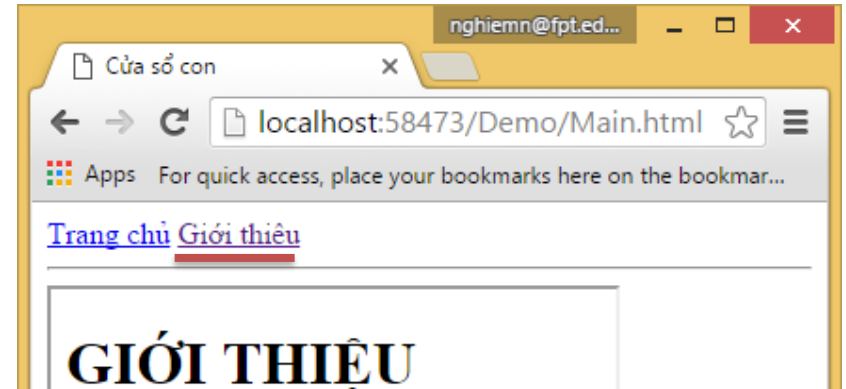 nghiemn@fpt.ed...
Cửa sổ con
localhost:58473/Demo/Main.html
Apps For quick access, place your bookmarks here on the bookmar...
Trang chủ Giới thiêu
GIỚI THIỆU